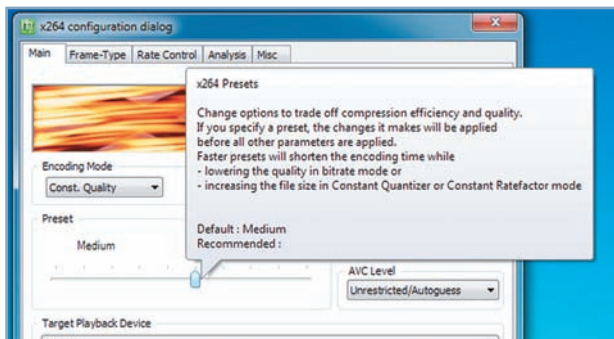 x264 configuration dialog
Main Frame-Type Rate Control Analysis Misc
x264 Presets
Change options to trade off compression efficiency and quality.
If you specify a preset, the changes it makes will be applied
before all other parameters are applied.
Faster presets will shorten the encoding time while
- lowering the quality in bitrate mode or
- increasing the file size in Constant Quantizer or Constant Ratefactor mode
Default : Medium
Recommended :
Encoding Mode
Const. Quality
Preset
Medium
AVC Level
Unrestricted/Autoguess
Target Playback Device